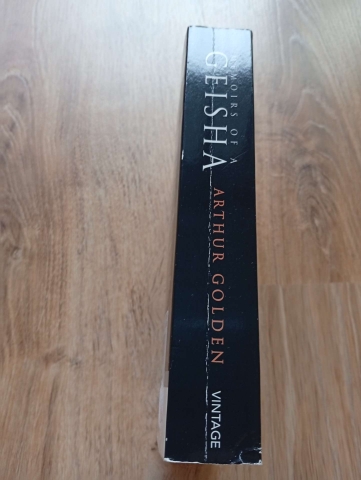 MEMOIRS OF A
GEISHA
ARTHUR GOLDEN
VINTAGE